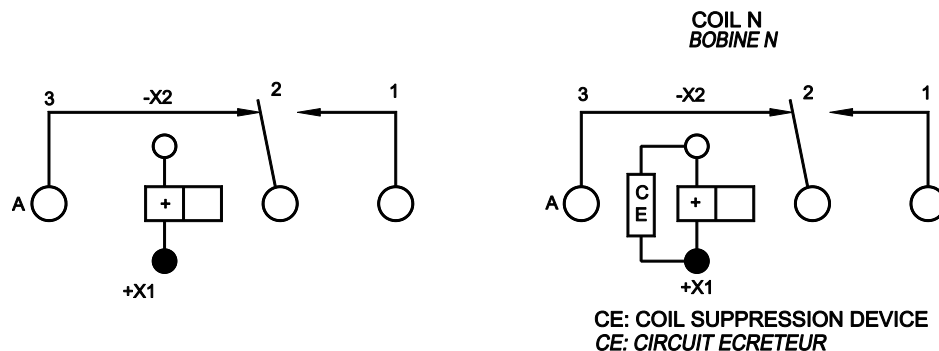 COIL N
BOBINE N
3 -X2 2 1
A +
+X1
3 -X2 2 1
A CE +
+X1
CE: COIL SUPPRESSION DEVICE
CE: CIRCUIT ECRETEUR